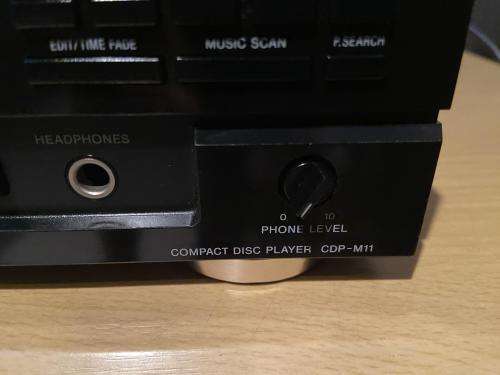 EDIT/TIME FADE MUSIC SCAN P.SEARCH
HEADPHONES
0 10
PHONE LEVEL
COMPACT DISC PLAYER CDP-M11